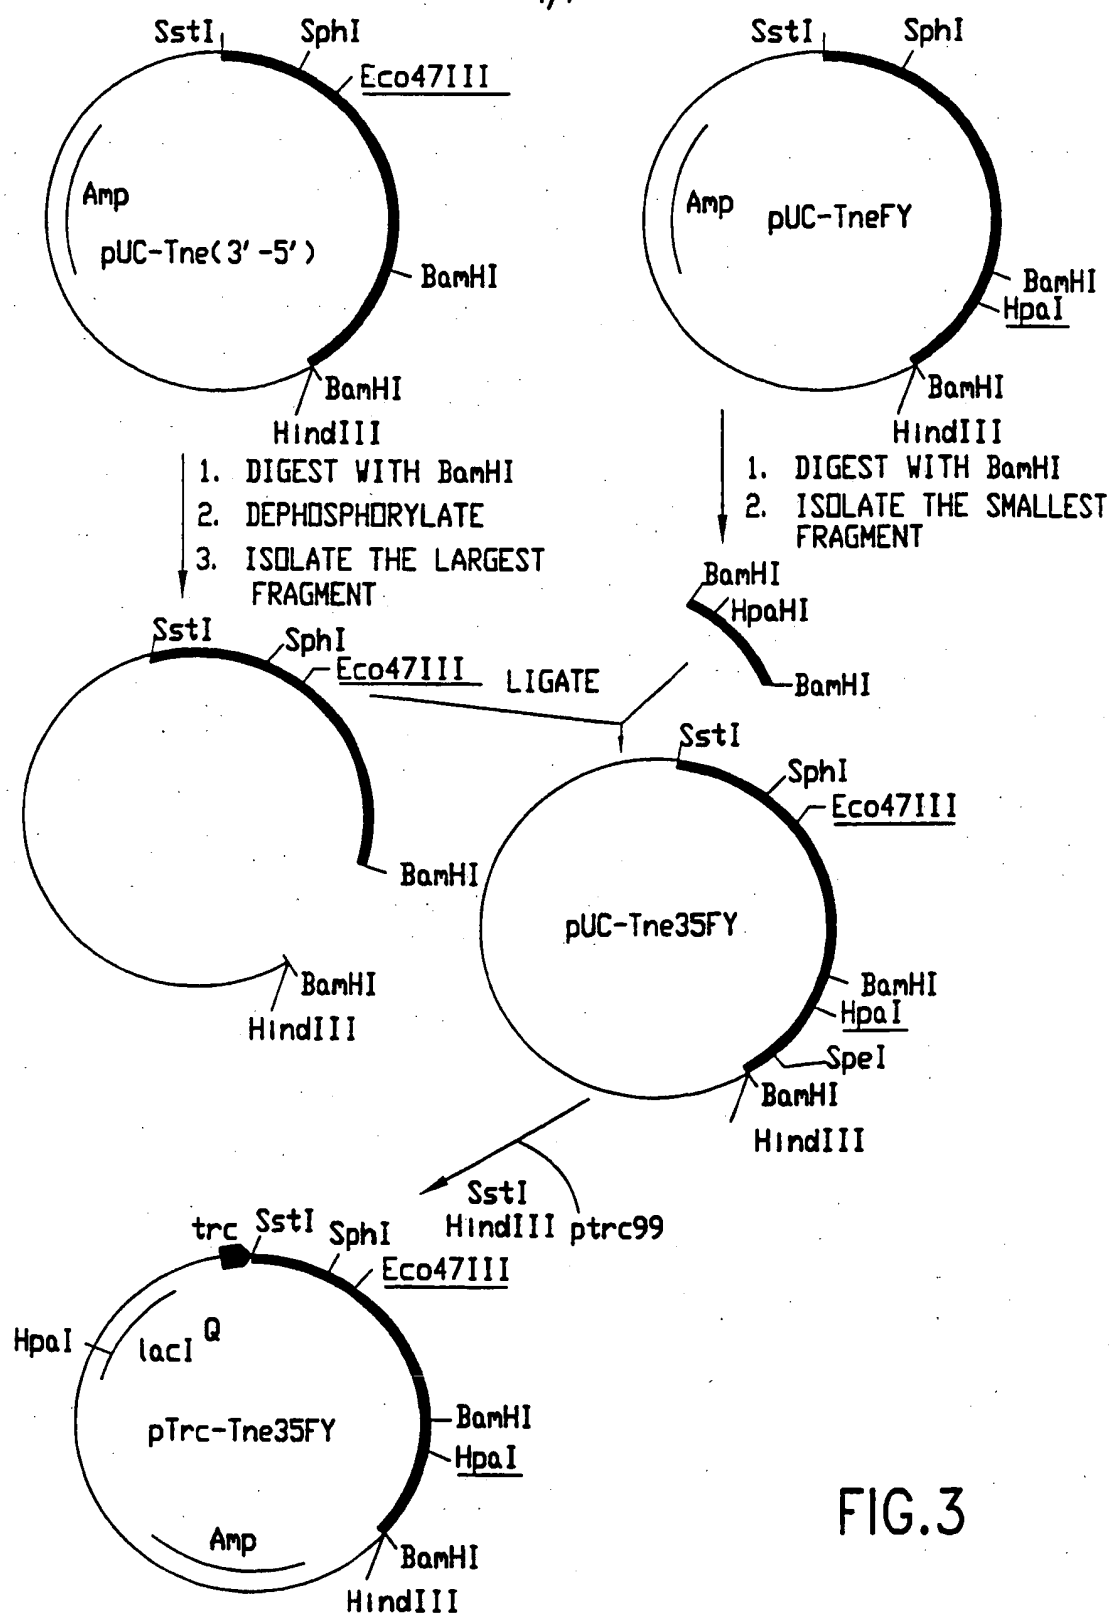 SstI
SphI
Eco47III
Amp
pUC-Tne(3'-5')
BamHI
BamHI
HindIII
SstI
SphI
Amp
pUC-TneFY
BamHI
HpaI
BamHI
HindIII
1. DIGEST WITH BamHI
2. DEPHOSPHORYLATE
3. ISOLATE THE LARGEST
FRAGMENT
1. DIGEST WITH BamHI
2. ISOLATE THE SMALLEST
FRAGMENT
BamHI
HpaHI
BamHI
SstI
SphI
Eco47III
LIGATE
BamHI
BamHI
HindIII
SstI
SphI
Eco47III
pUC-Tne35FY
BamHI
HpaI
SpeI
BamHI
HindIII
SstI
HindIII ptrc99
trc
SstI
SphI
Eco47III
HpaI
lacI Q
pTrc-Tne35FY
BamHI
HpaI
Amp
BamHI
HindIII
FIG.3